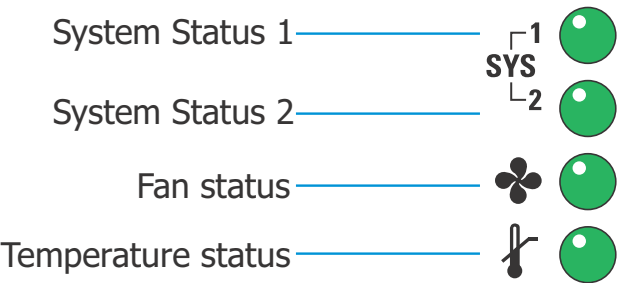 System Status 1
1
SYS
System Status 2
2
Fan status
Temperature status